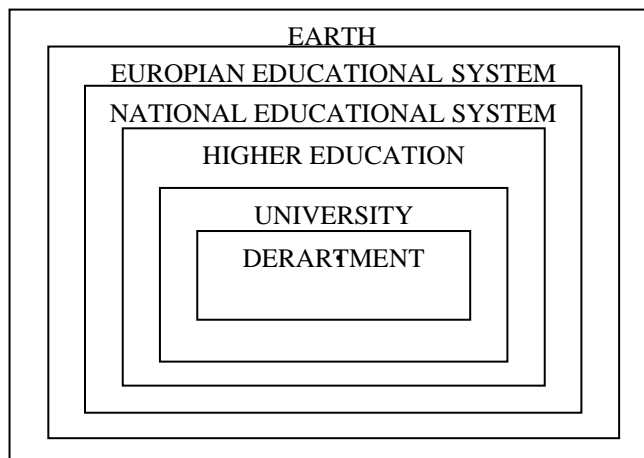 EARTH
EUROPIAN EDUCATIONAL SYSTEM
NATIONAL EDUCATIONAL SYSTEM
HIGHER EDUCATION
UNIVERSITY
DERARTMENT